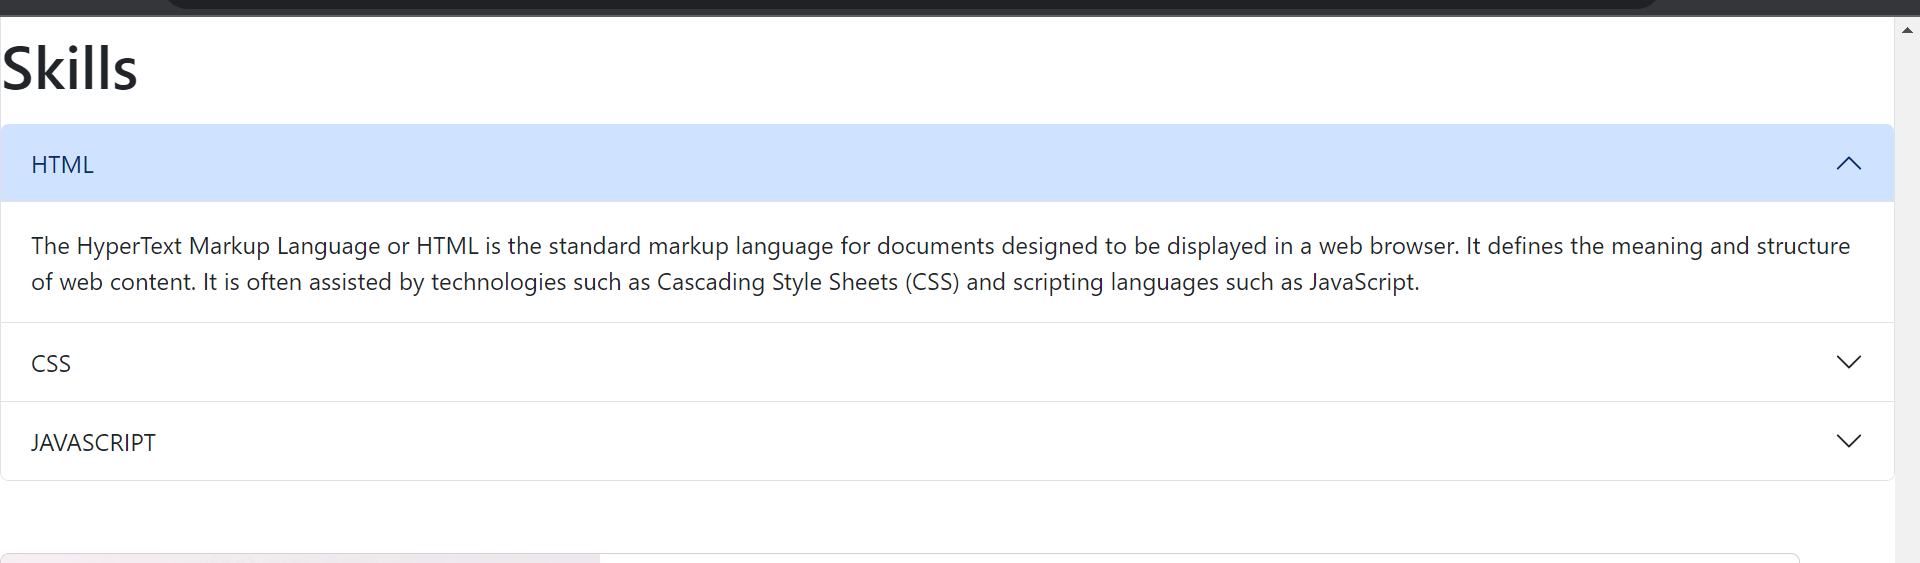 Skills
HTML
The HyperText Markup Language or HTML is the standard markup language for documents designed to be displayed in a web browser. It defines the meaning and structure
of web content. It is often assisted by technologies such as Cascading Style Sheets (CSS) and scripting languages such as JavaScript.
CSS
JAVASCRIPT